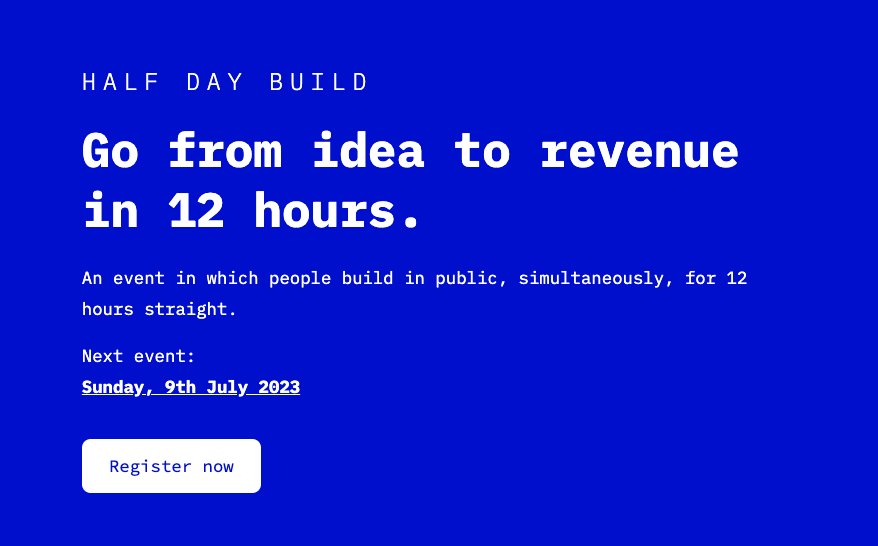 HALF DAY BUILD
Go from idea to revenue
in 12 hours.
An event in which people build in public, simultaneously, for 12
hours straight.
Next event:
Sunday, 9th July 2023
Register now